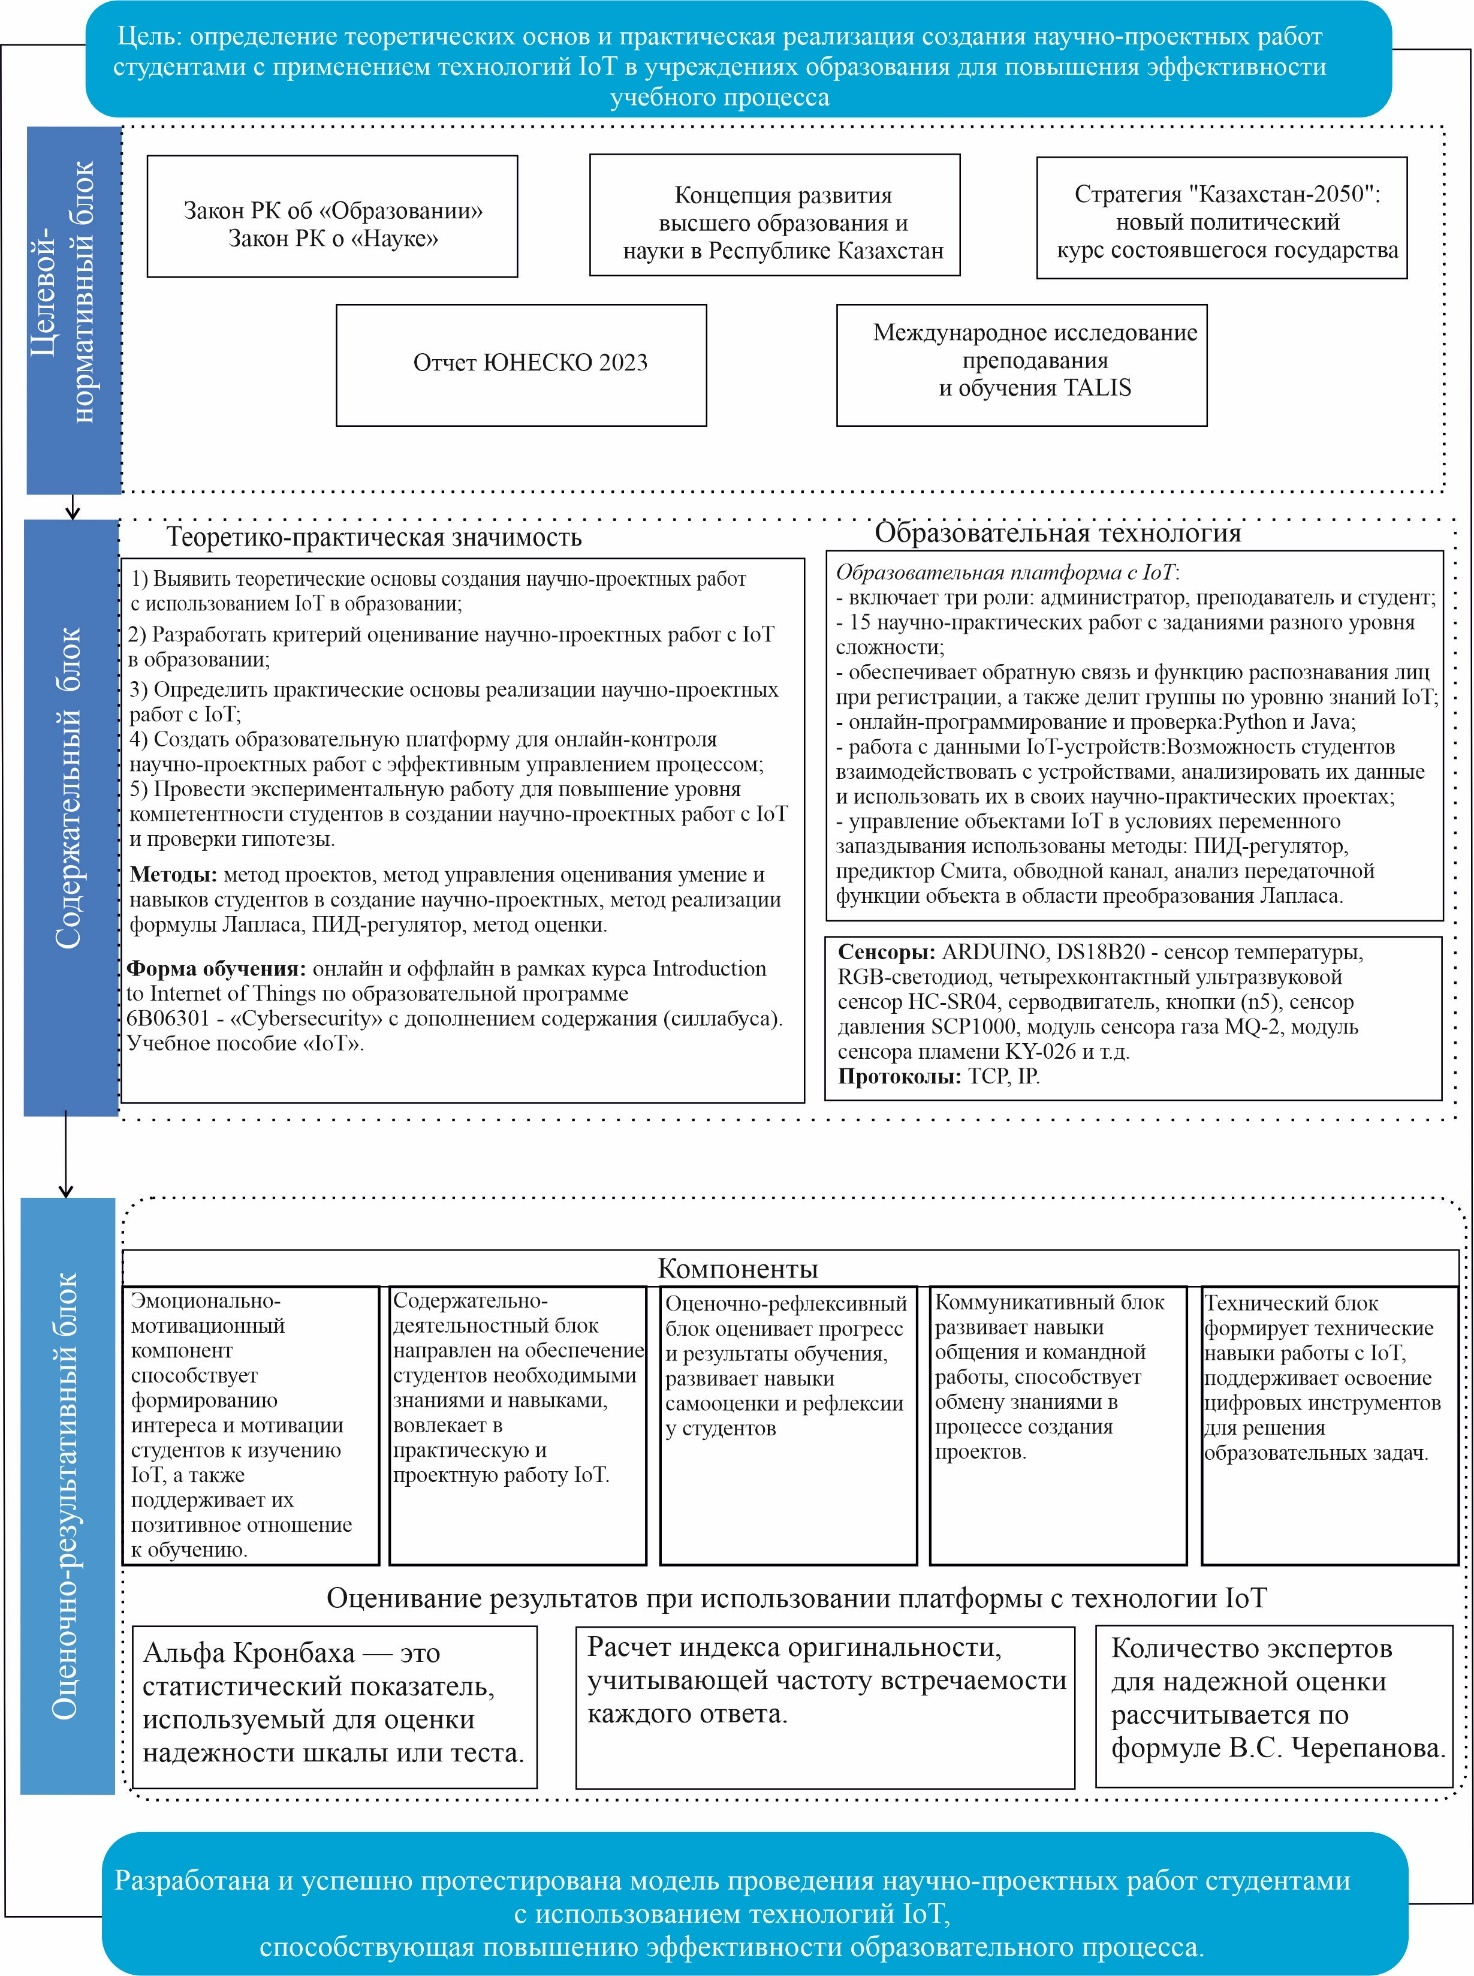 Цель: определение теоретических основ и практическая реализация создания научно-проектных работ
студентами с применением технологий IoT в учреждениях образования для повышения эффективности
учебного процесса
Целевой-
нормативный блок
Закон РК об «Образовании»
Закон РК о «Науке»
Концепция развития
высшего образования и
науки в Республике Казахстан
Стратегия "Казахстан-2050":
новый политический
курс состоявшегося государства
Отчет ЮНЕСКО 2023
Международное исследование
преподавания
и обучения TALIS
Содержательный блок
Теоретико-практическая значимость
1) Выявить теоретические основы создания научно-проектных работ
с использованием IoT в образовании;
2) Разработать критерий оценивание научно-проектных работ с IoT
в образовании;
3) Определить практические основы реализации научно-проектных
работ с IoT;
4) Создать образовательную платформу для онлайн-контроля
научно-проектных работ с эффективным управлением процессом;
5) Провести экспериментальную работу для повышение уровня
компетентности студентов в создании научно-проектных работ с IoT
и проверки гипотезы.
Методы: метод проектов, метод управления оценивания умение и
навыков студентов в создание научно-проектных, метод реализации
формулы Лапласа, ПИД-регулятор, метод оценки.
Форма обучения: онлайн и оффлайн в рамках курса Introduction
to Internet of Things по образовательной программе
6B06301 - «Cybersecurity» с дополнением содержания (силлабуса).
Учебное пособие «IoT».
Образовательная технология
Образовательная платформа с IoT:
- включает три роли: администратор, преподаватель и студент;
- 15 научно-практических работ с заданиями разного уровня
сложности;
- обеспечивает обратную связь и функцию распознавания лиц
при регистрации, а также делит группы по уровню знаний IoT;
- онлайн-программирование и проверка:Python и Java;
- работа с данными IoT-устройств:Возможность студентов
взаимодействовать с устройствами, анализировать их данные
и использовать их в своих научно-практических проектах;
- управление объектами IoT в условиях переменного
запаздывания использованы методы: ПИД-регулятор,
предиктор Смита, обводной канал, анализ передаточной
функции объекта в области преобразования Лапласа.
Сенсоры: ARDUINO, DS18B20 - сенсор температуры,
RGB-светодиод, четырехконтактный ультразвуковой
сенсор HC-SR04, серводвигатель, кнопки (n5), сенсор
давления SCP1000, модуль сенсора газа MQ-2, модуль
сенсора пламени KY-026 и т.д.
Протоколы: TCP, IP.
Оценочно-результативный блок
Компоненты
Эмоционально-
мотивационный
компонент
способствует
формированию
интереса и мотивации
студентов к изучению
IoT, а также
поддерживает их
позитивное отношение
к обучению.
Содержательно-
деятельностный блок
направлен на обеспечение
студентов необходимыми
знаниями и навыками,
вовлекает в
практическую и
проектную работу IoT.
Оценочно-рефлексивный
блок оценивает прогресс
и результаты обучения,
развивает навыки
самооценки и рефлексии
у студентов
Коммуникативный блок
развивает навыки
общения и командной
работы, способствует
обмену знаниями в
процессе создания
проектов.
Технический блок
формирует технические
навыки работы с IoT,
поддерживает освоение
цифровых инструментов
для решения
образовательных задач.
Оценивание результатов при использовании платформы с технологии IoT
Альфа Кронбаха — это
статистический показатель,
используемый для оценки
надежности шкалы или теста.
Расчет индекса оригинальности,
учитывающей частоту встречаемости
каждого ответа.
Количество экспертов
для надежной оценки
рассчитывается по
формуле В.С. Черепанова.
Разработана и успешно протестирована модель проведения научно-проектных работ студентами
с использованием технологий IoT,
способствующая повышению эффективности образовательного процесса.